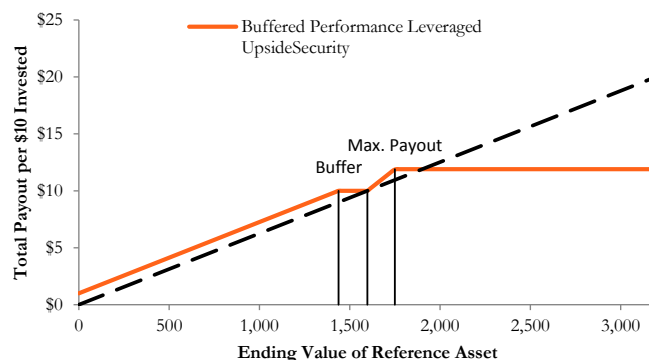 $25
$20
$15
$10
$5
$0
Total Payout per $10 Invested
Buffered Performance Leveraged
UpsideSecurity
Max. Payout
Buffer
0
500
1,000
1,500
2,000
2,500
3,000
Ending Value of Reference Asset